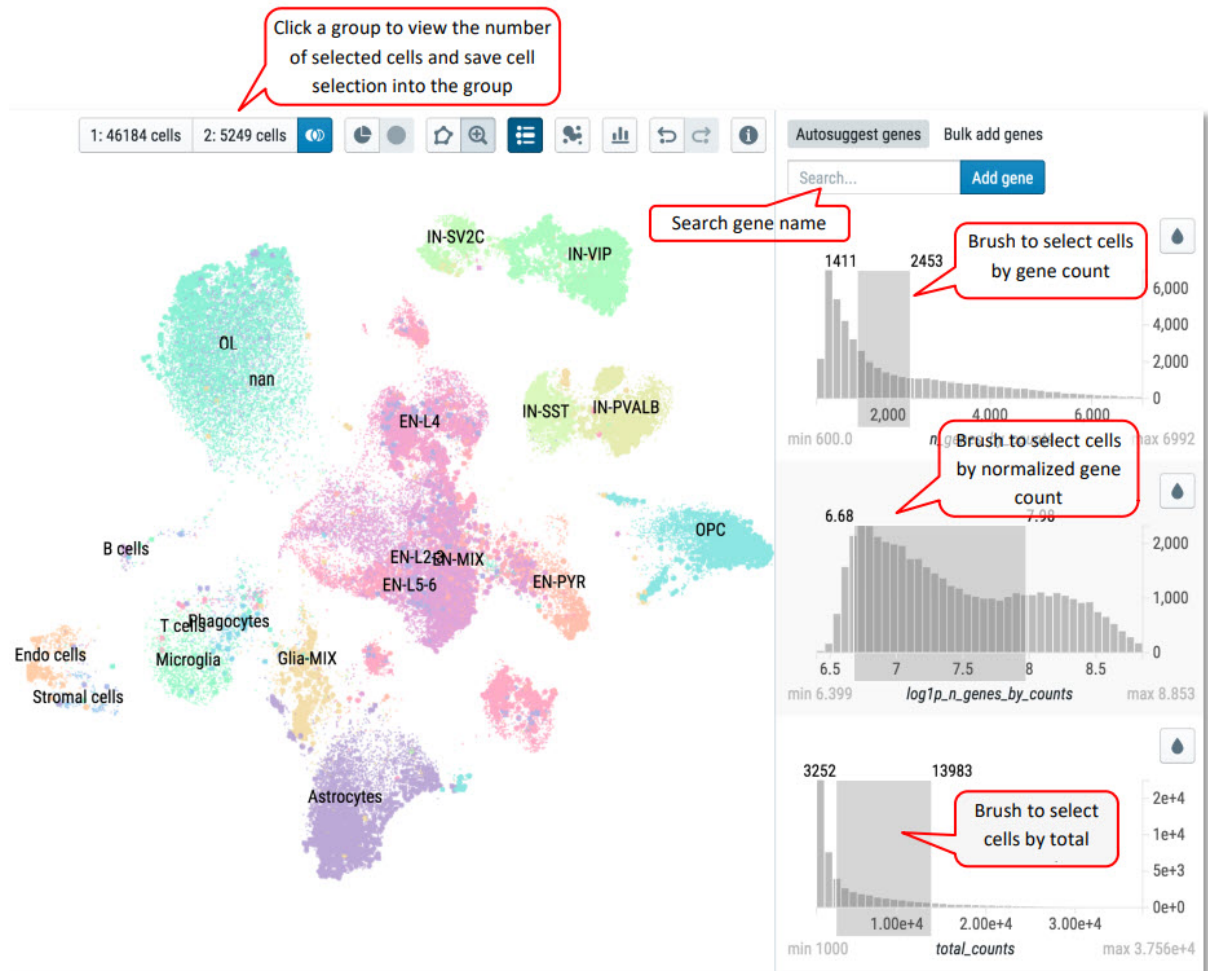 Click a group to view the number
of selected cells and save cell
selection into the group
1: 46184 cells
2: 5249 cells
Autosuggest genes
Bulk add genes
Search...
Add gene
Search gene name
Brush to select cells
by gene count
1411
2453
6,000
4,000
2,000
0
2,000
4,000
6,000
min 600.0
max 6992
Brush to select cells
by normalized gene
count
6.68
7.98
2,000
1,000
0
6.5
7
7.5
8
8.5
min 6.399
log1p_n_genes_by_counts
max 8.853
3252
13983
Brush to select
cells by total
2e+4
1e+4
5e+3
0e+0
1.00e+4
2.00e+4
3.00e+4
min 1000
total_counts
max 3.756e+4
IN-SV2C
IN-VIP
OL
nan
EN-L4
IN-SST
IN-PVALB
OPC
B cells
EN-L2-3
EN-MIX
EN-L5-6
EN-PYR
T cells
Phagocytes
Endo cells
Microglia
Glia-MIX
Stromal cells
Astrocytes